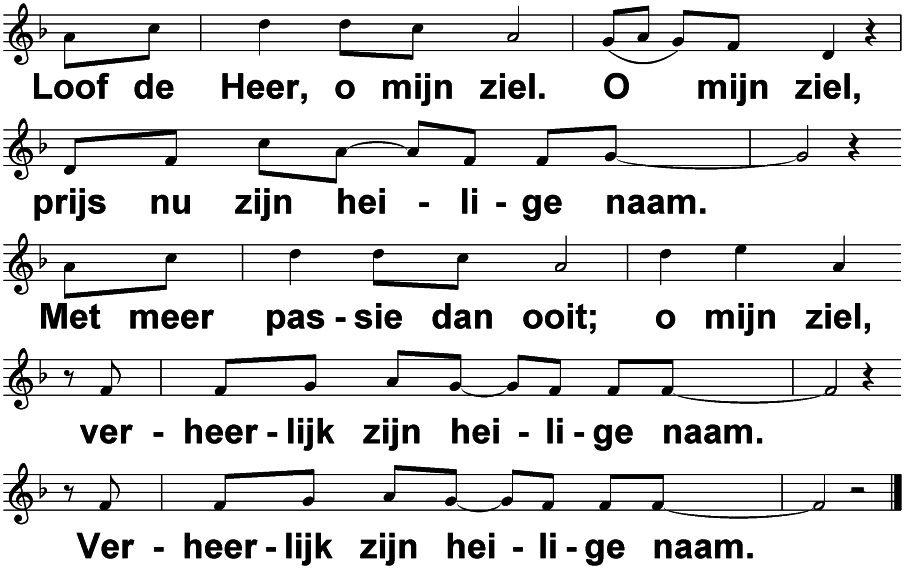 Loof de Heer, o mijn ziel. O mijn ziel,
prijs nu zijn hei - li - ge naam.
Met meer pas - sie dan ooit; o mijn ziel,
ver - heer - lijk zijn hei - li - ge naam.
Ver - heer - lijk zijn hei - li - ge naam.